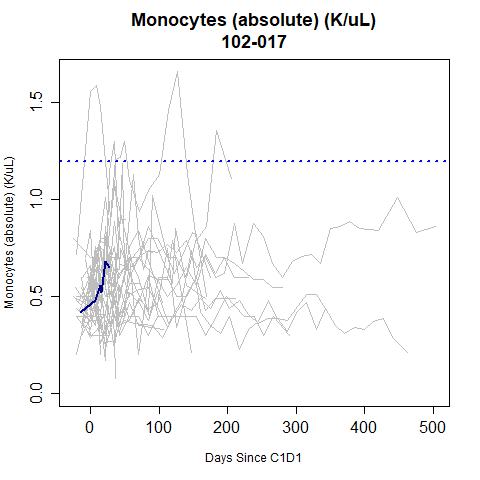 Monocytes (absolute) (K/uL)
102-017
Monocytes (absolute) (K/uL)
1.5
1.0
0.5
0.0
0 100 200 300 400 500
Days Since C1D1